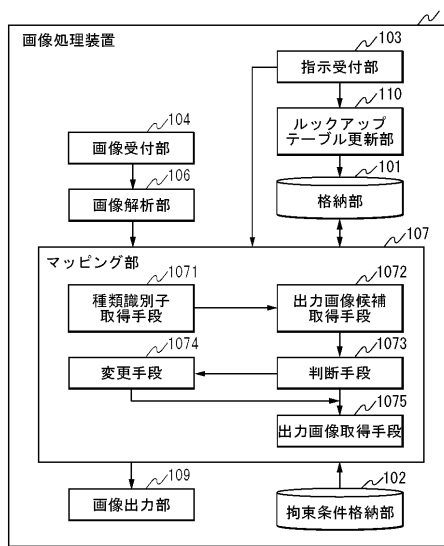 画像処理装置
103
指示受付部
110
ルックアップ
テーブル更新部
104
画像受付部
101
格納部
106
画像解析部
107
マッピング部
1071
種類識別子
取得手段
1072
出力画像候補
取得手段
1074
変更手段
1073
判断手段
1075
出力画像取得手段
109
画像出力部
102
拘束条件格納部